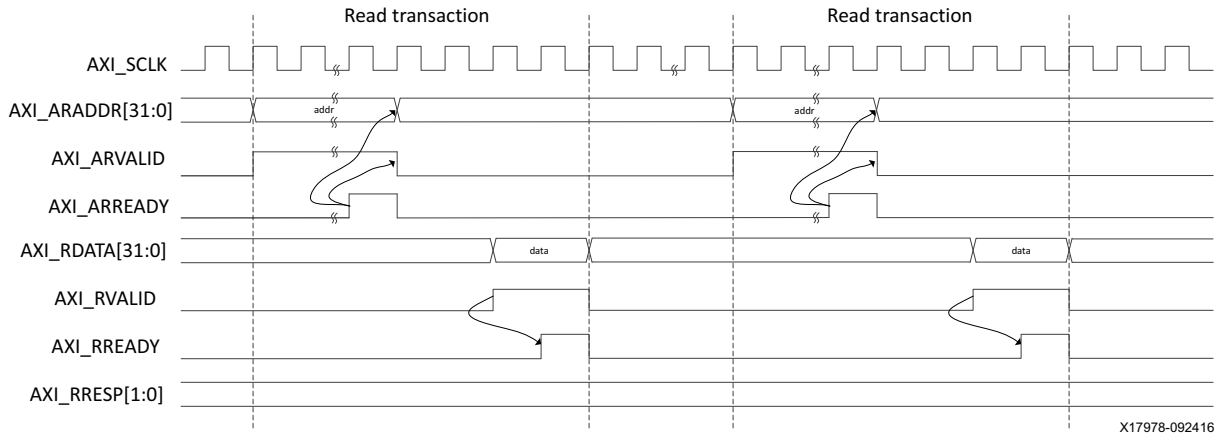 Read transaction Read transaction
AXI_SCLK
AXI_ARADDR[31:0] addr addr
AXI_ARVALID
AXI_ARREADY
AXI_RDATA[31:0] data data
AXI_RVALID
AXI_RREADY
AXI_RRESP[1:0]
X17978-092416